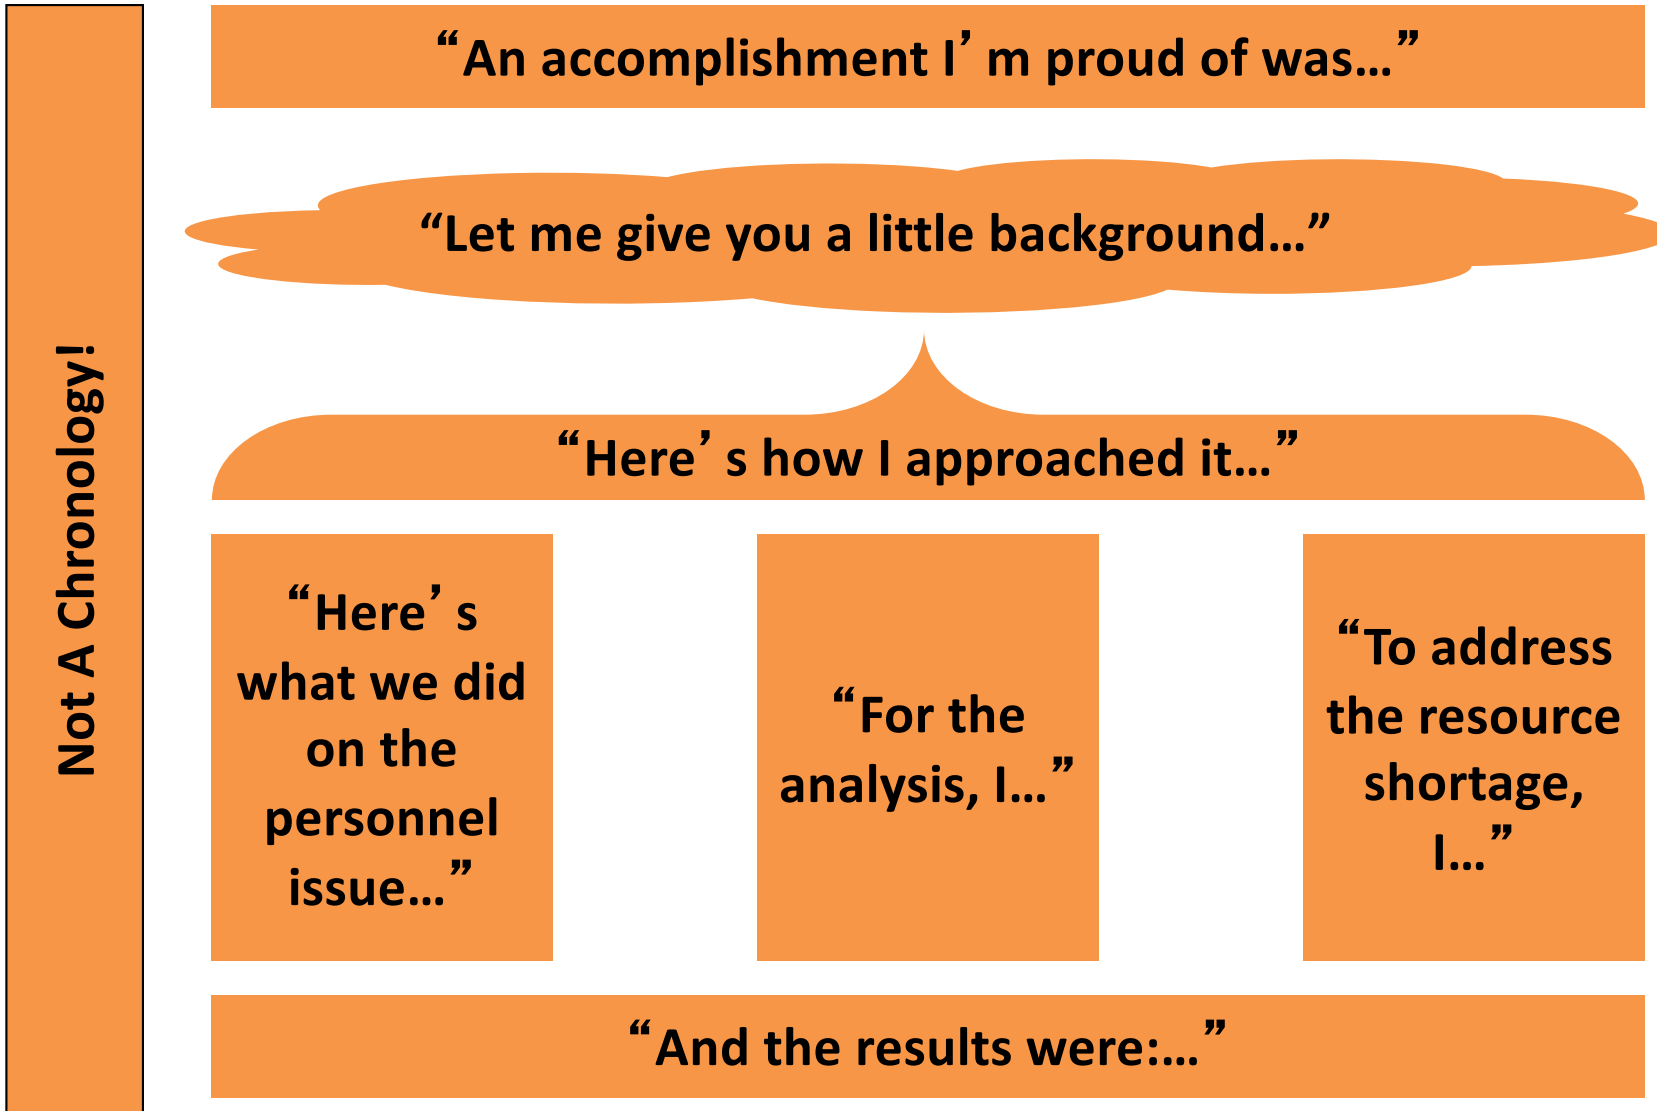 Not A Chronology!
“An accomplishment I’ m proud of was…”
“Let me give you a little background…”
“Here’ s how I approached it…”
“Here’ s
what we did
on the
personnel
issue…”
“For the
analysis, I…”
“To address
the resource
shortage,
I…”
“And the results were:…”